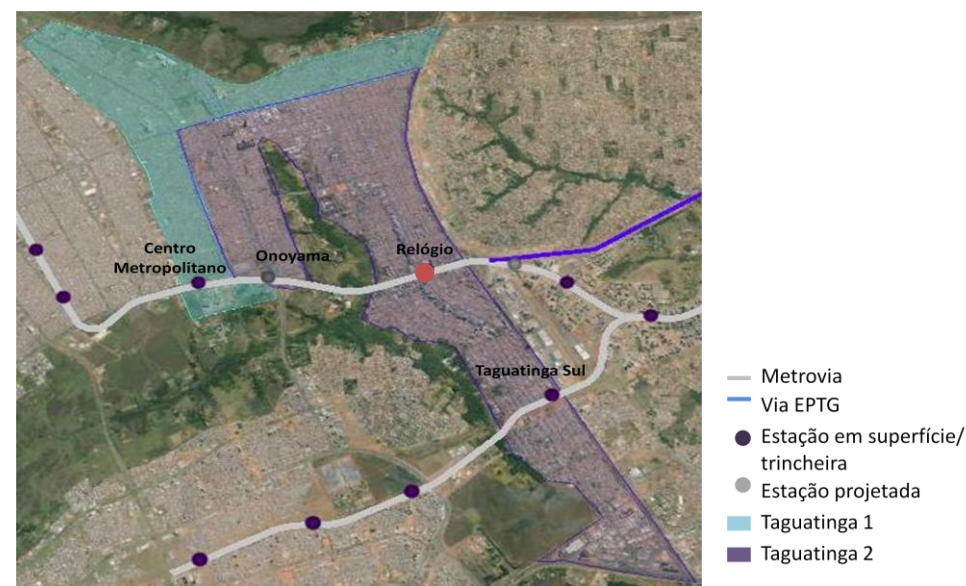 Centro
Metropolitano
Onoyama
Relógio
Taguatinga Sul
Metrovia
Via EPTG
Estação em superfície/
trincheira
Estação projetada
Taguatinga 1
Taguatinga 2